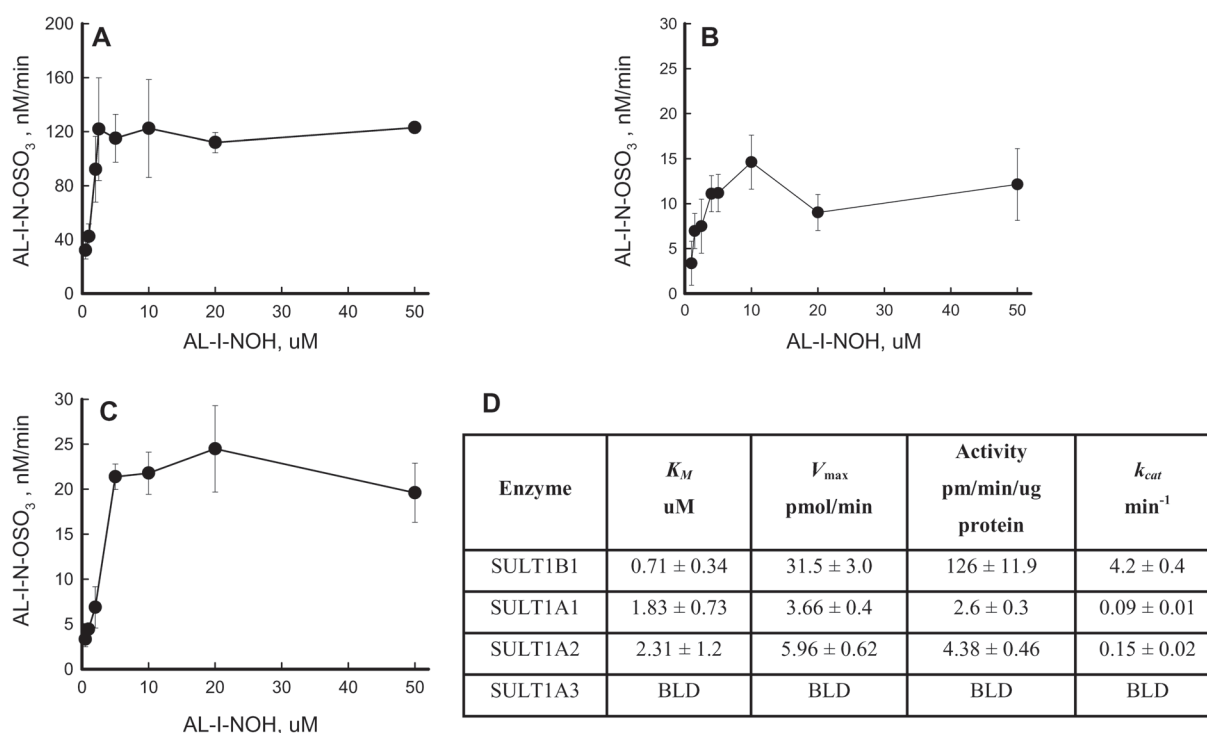 A
AL-I-N-OSO3 , nM/min
200
160
120
80
40
0
0 10 20 30 40 50
AL-I-NOH, uM
B
AL-I-N-OSO3 , nM/min
30
25
20
15
10
5
0
0 10 20 30 40 50
AL-I-NOH, uM
C
AL-I-N-OSO3 , nM/min
30
25
20
15
10
5
0
0 10 20 30 40 50
AL-I-NOH, uM
D
Enzyme
KM
uM
Vmax
pmol/min
Activity
pm/min/ug
protein
kcat
min-1
SULT1B1 0.71 ± 0.34 31.5 ± 3.0 126 ± 11.9 4.2 ± 0.4
SULT1A1 1.83 ± 0.73 3.66 ± 0.4 2.6 ± 0.3 0.09 ± 0.01
SULT1A2 2.31 ± 1.2 5.96 ± 0.62 4.38 ± 0.46 0.15 ± 0.02
SULT1A3 BLD BLD BLD BLD